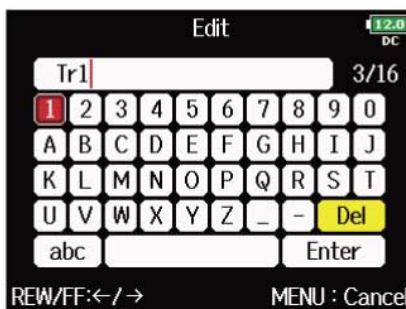 Edit
12.0
DC
Tr1
3/16
1 2 3 4 5 6 7 8 9 0
A B C D E F G H I J
K L M N O P Q R S T
U V W X Y Z _ - Del
abc Enter
REW/FF:←/→ MENU : Cancel